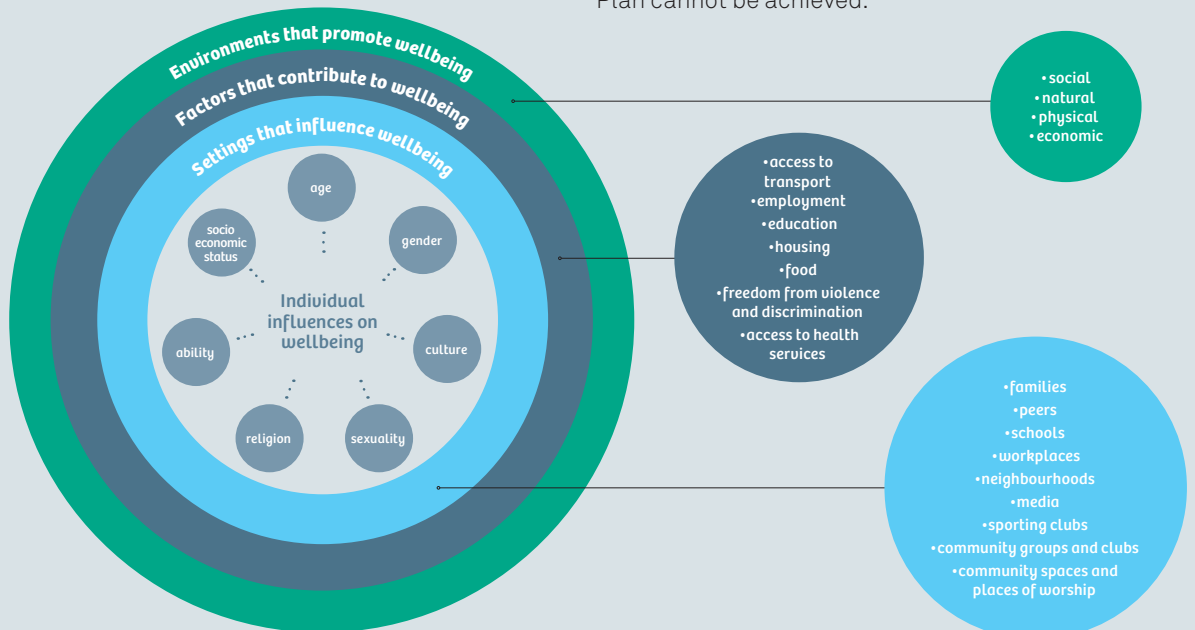 Plan cannot be achieved.
Environments that promote wellbeing
Factors that contribute to wellbeing
Settings that influence wellbeing
age
gender
culture
sexuality
religion
ability
socio
economic
status
Individual
influences on
wellbeing
•social
•natural
•physical
•economic
•access to
transport
•employment
•education
•housing
•food
•freedom from violence
and discrimination
•access to health
services
•families
•peers
•schools
•workplaces
•neighbourhoods
•media
•sporting clubs
•community groups and clubs
•community spaces and
places of worship